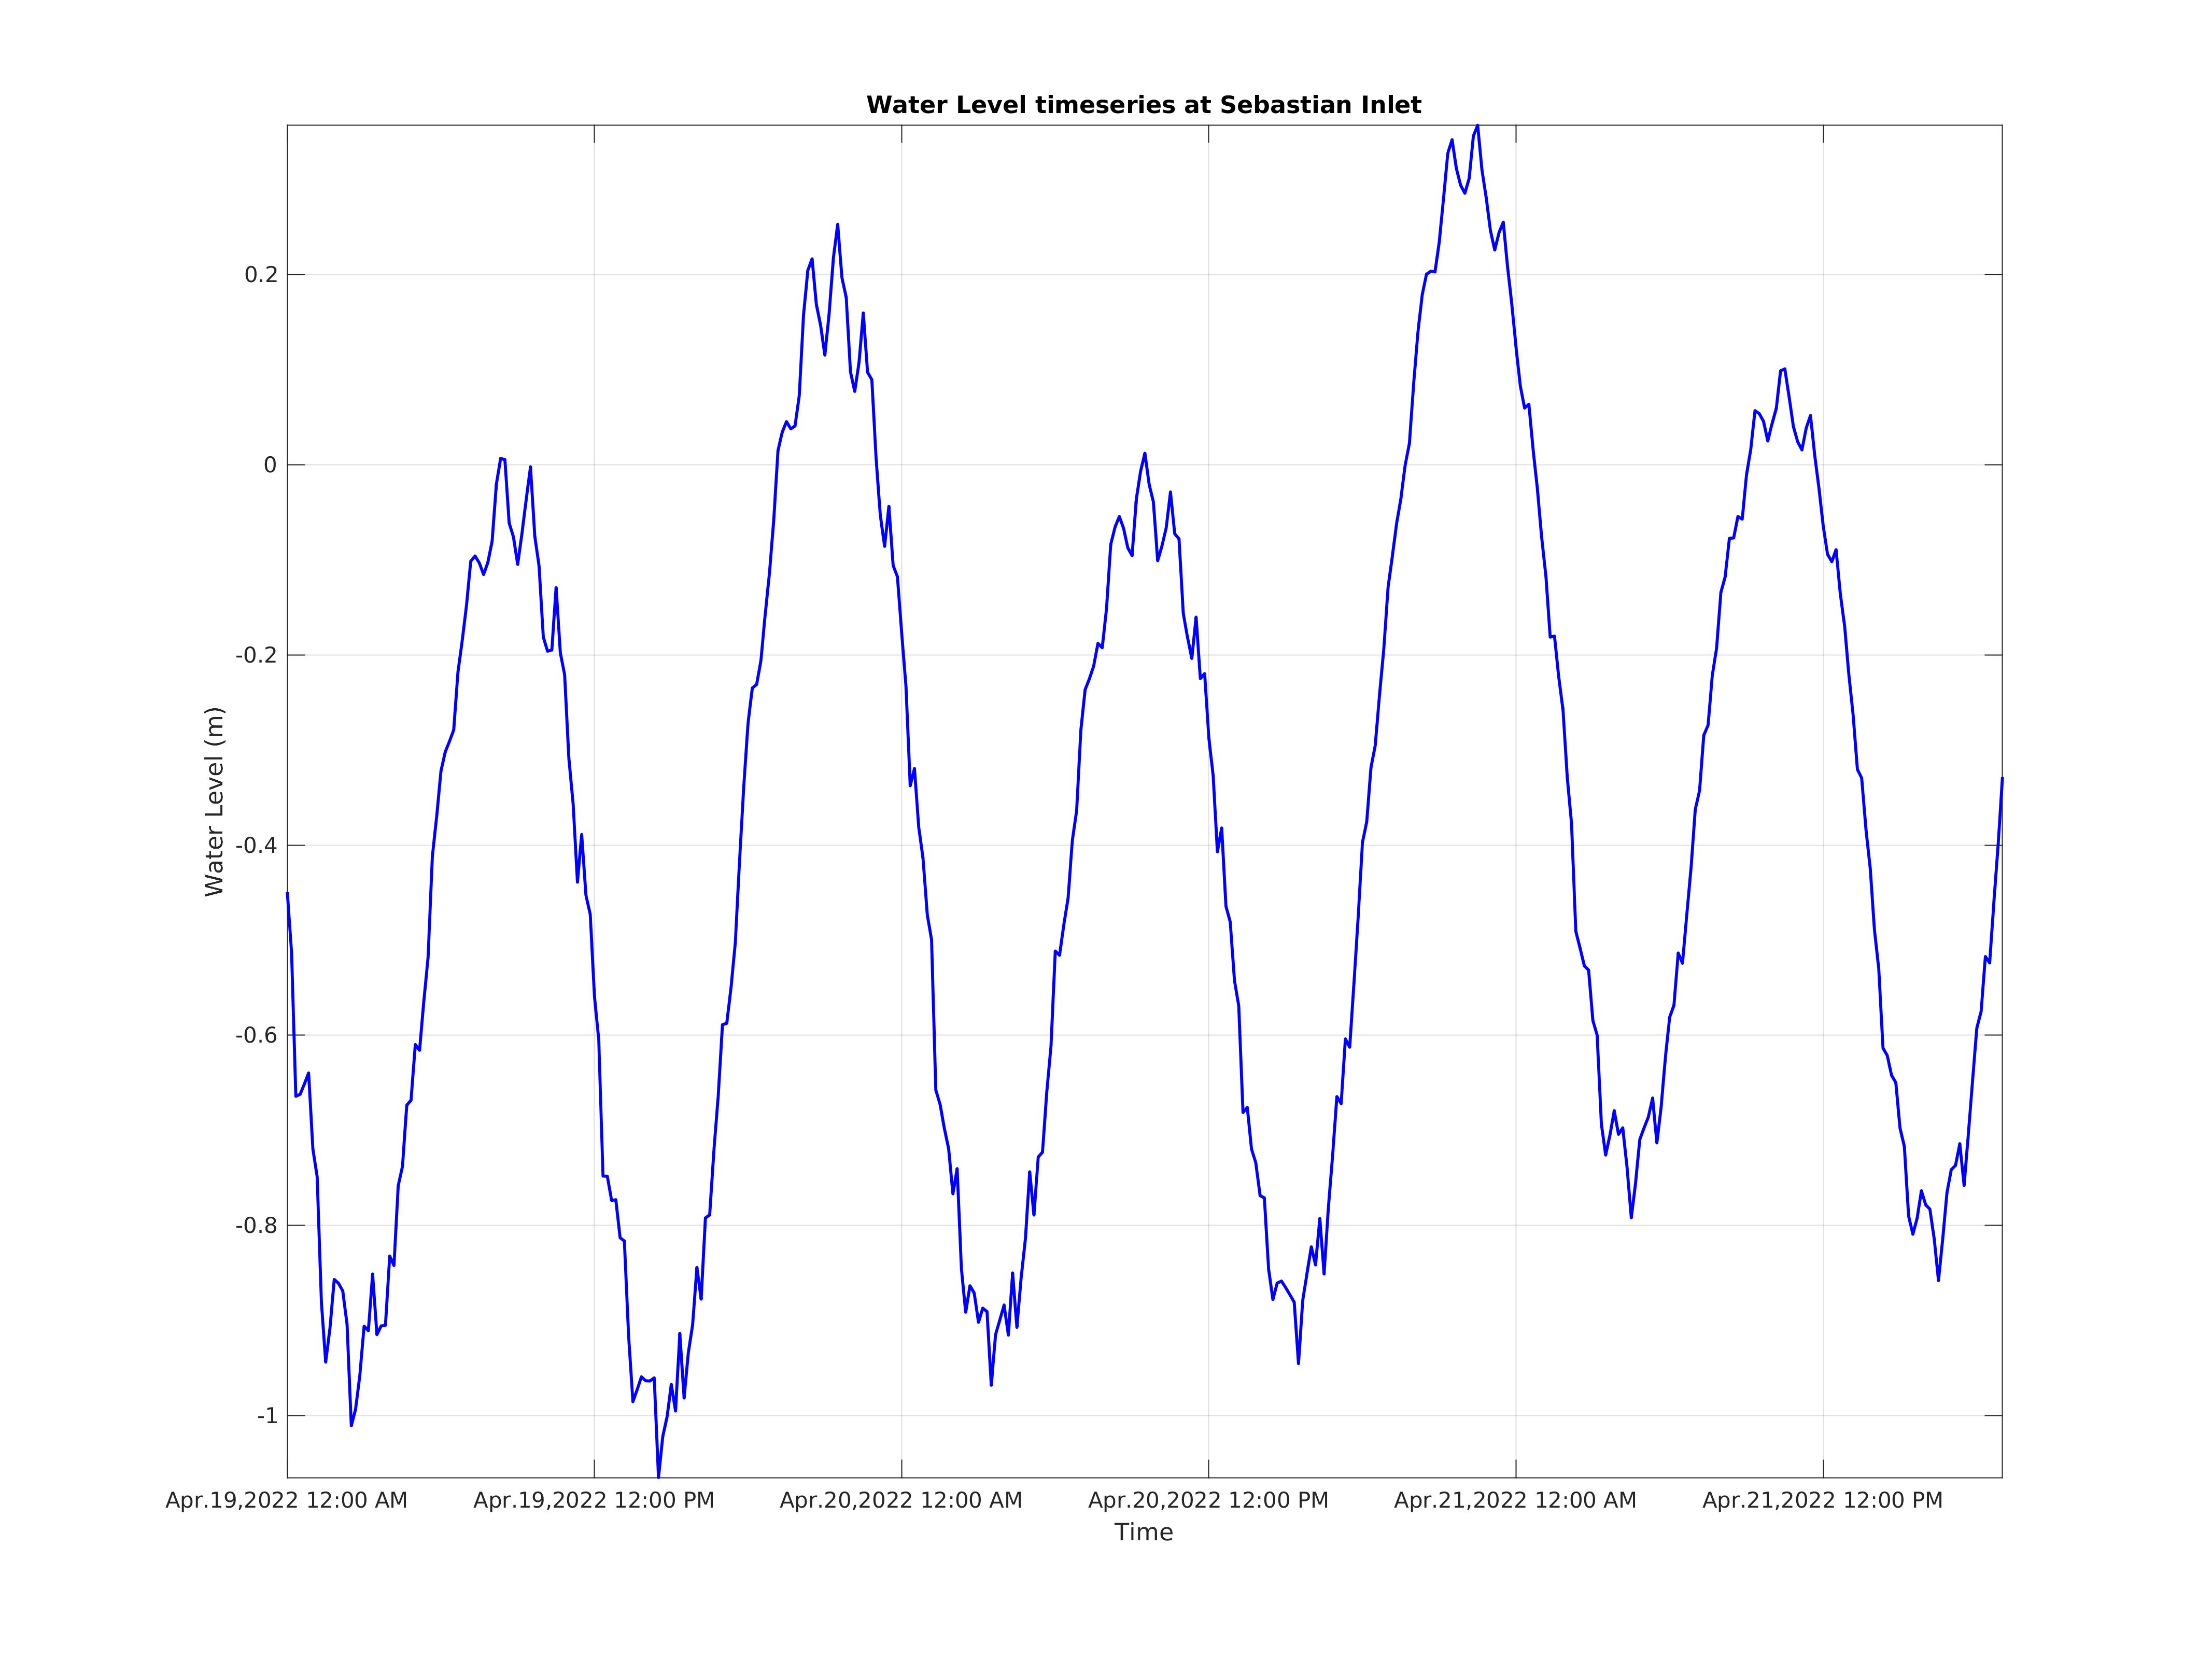 Water Level timeseries at Sebastian Inlet
0.2
0
-0.2
-0.4
-0.6
-0.8
-1
Water Level (m)
Apr.19,2022 12:00 AM
Apr.19,2022 12:00 PM
Apr.20,2022 12:00 AM
Apr.20,2022 12:00 PM
Apr.21,2022 12:00 AM
Apr.21,2022 12:00 PM
Time